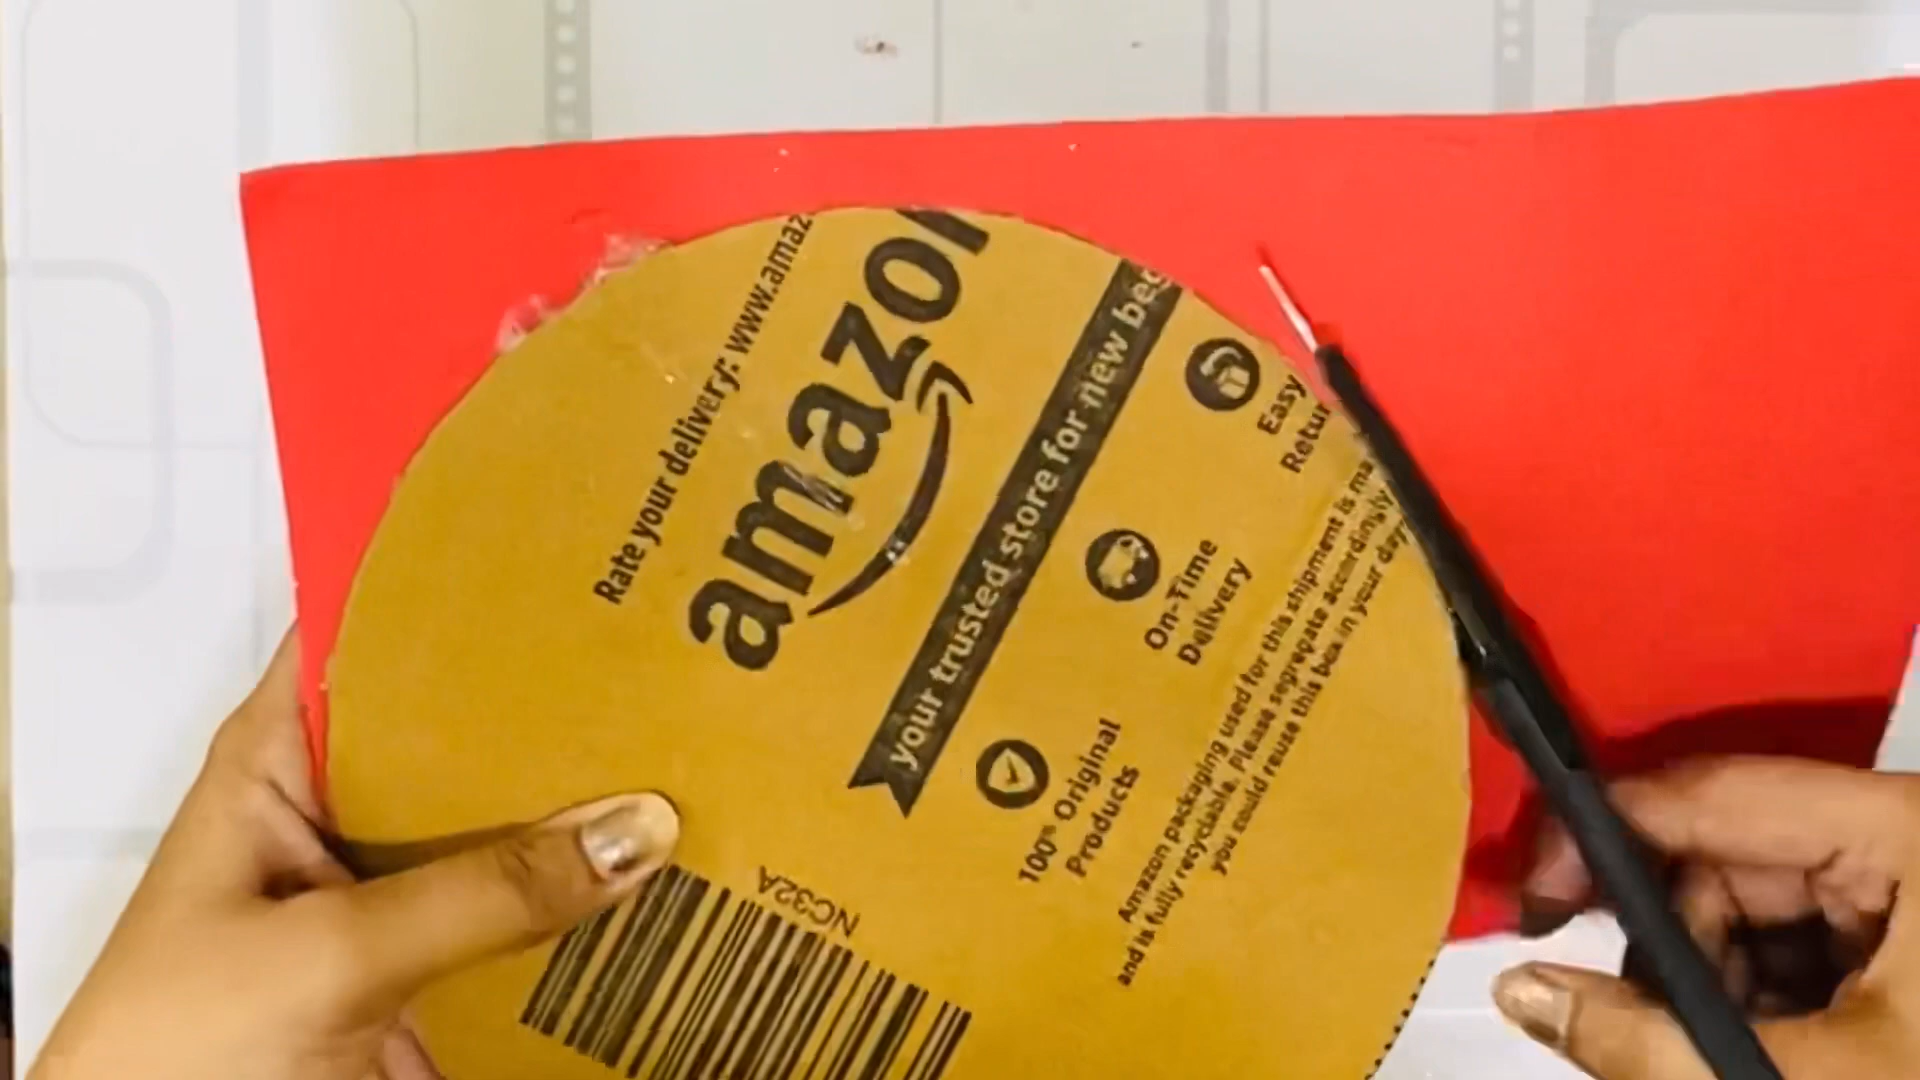 Rate your delivery: www.amaz
amazon
your trusted store for new beg
Easy
Retur
On-Time
Delivery
100% Original
Products
Amazon packaging used for this shipment is ma
and is fully recyclable. Please segregate accordingly
you could reuse this box in your day
NC32A